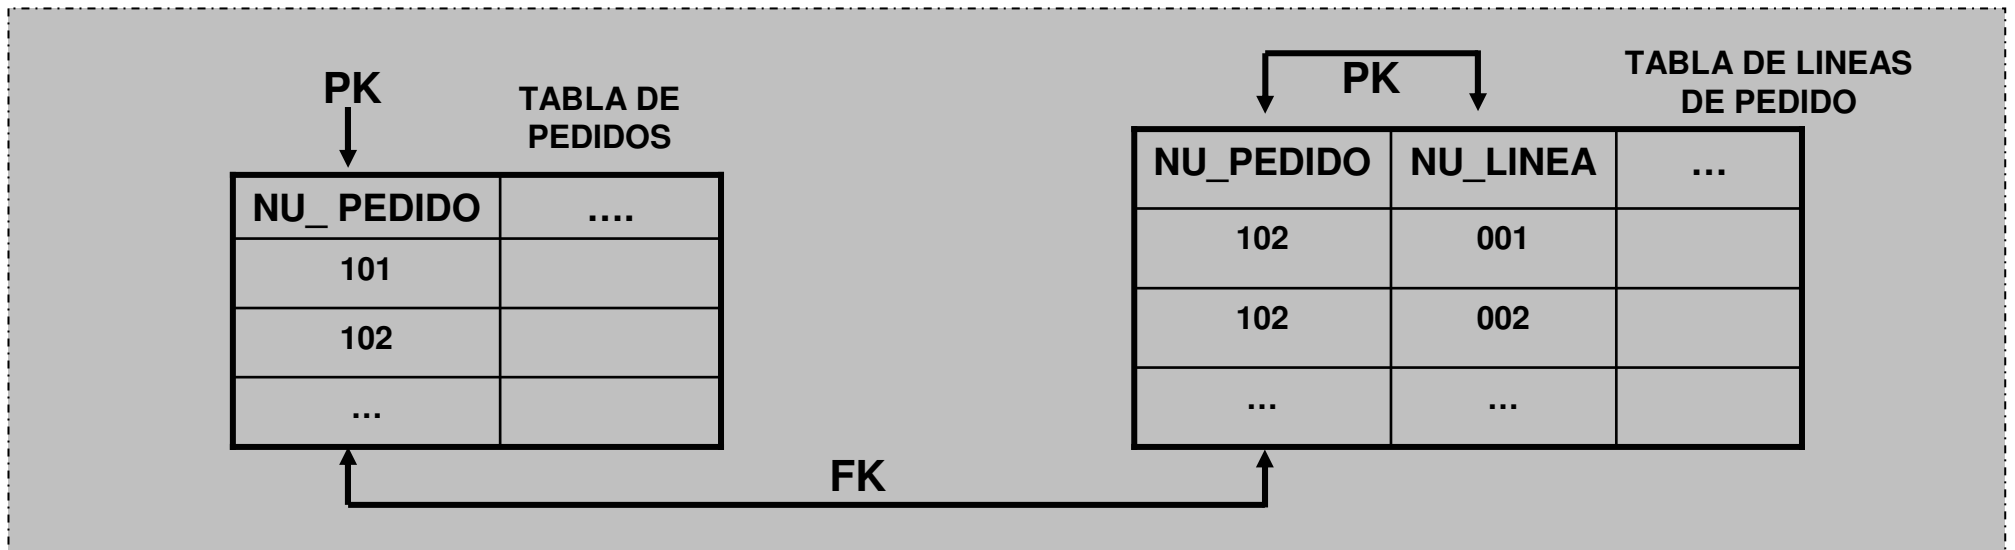 PK
TABLA DE
PEDIDOS
NU_ PEDIDO ….
101
102
…
PK
TABLA DE LINEAS
DE PEDIDO
NU_PEDIDO NU_LINEA …
102 001
102 002
… …
FK